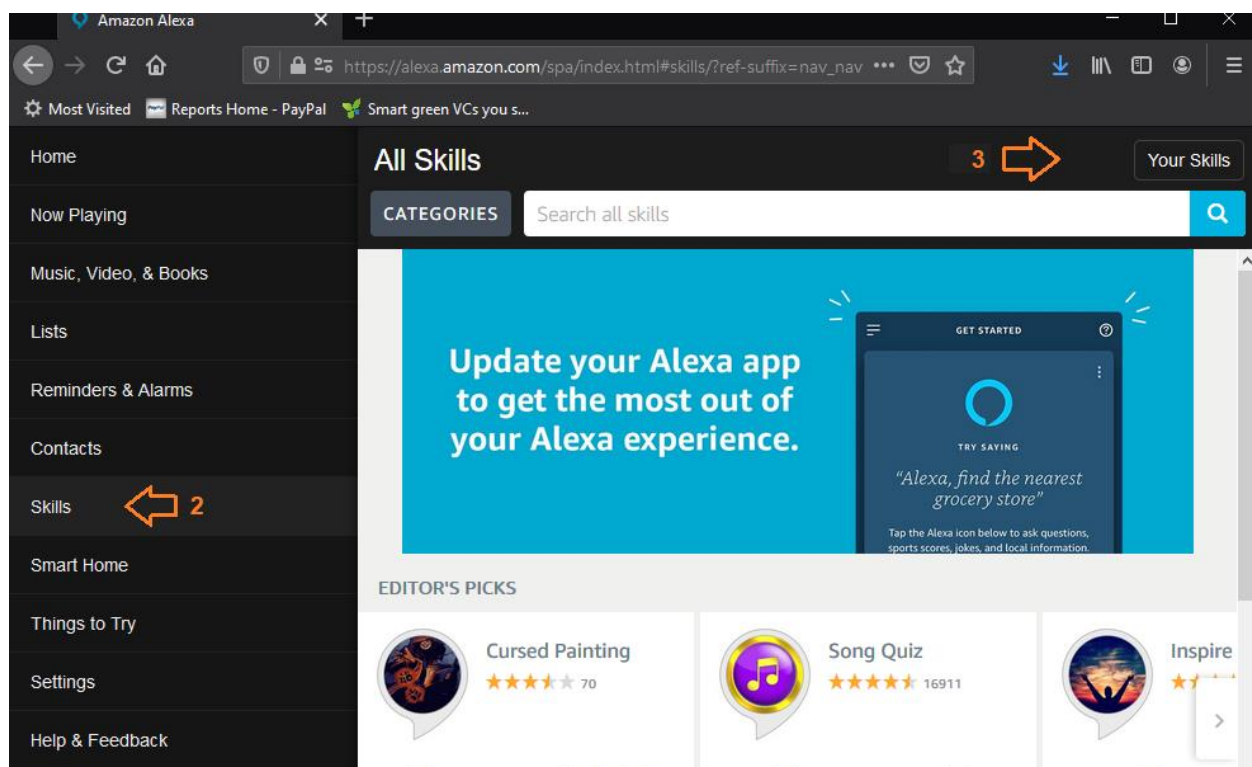 Amazon Alexa
https://alexa.amazon.com/spa/index.html#skills/?ref-suffix=nav_nav
Most Visited
Reports Home - PayPal
Smart green VCs you s...
Home
Now Playing
Music, Video, & Books
Lists
Reminders & Alarms
Contacts
Skills
2
Smart Home
Things to Try
Settings
Help & Feedback
All Skills
3
Your Skills
CATEGORIES
Search all skills
Update your Alexa app
to get the most out of
your Alexa experience.
GET STARTED
TRY SAYING
“Alexa, find the nearest
grocery store”
Tap the Alexa icon below to ask questions,
sports scores, jokes, and local information.
EDITOR'S PICKS
Cursed Painting
70
Song Quiz
16911
Inspire